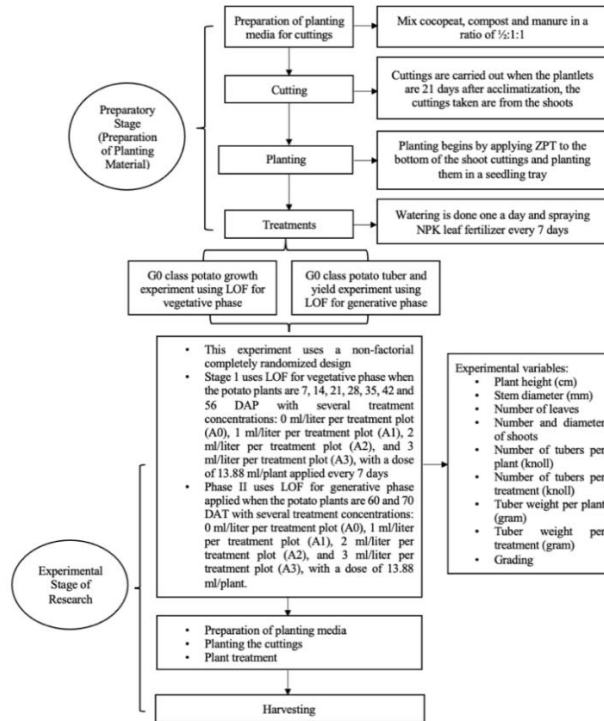 Preparation of planting
media for cuttings
Mix cocopeat, compost and manure in a
ratio of ½:1:1
Cutting
Cuttings are carried out when the plantlets
are 21 days after acclimatization, the
cuttings taken are from the shoots
Preparatory
Stage
(Preparation
of Planting
Material)
Planting
Planting begins by applying ZPT to the
bottom of the shoot cuttings and planting
them in a seedling tray
Treatments
Watering is done one a day and spraying
NPK leaf fertilizer every 7 days
G0 class potato growth
experiment using LOF for
vegetative phase
G0 class potato tuber and
yield experiment using
LOF for generative phase
• This experiment uses a non-factorial
completely randomized design
• Stage 1 uses LOF for vegetative phase when
the potato plants are 7, 14, 21, 28, 35, 42 and
56 DAP with several treatment
concentrations: 0 ml/liter per treatment plot
(A0), 1 ml/liter per treatment plot (A1), 2
ml/liter per treatment plot (A2), and 3
ml/liter per treatment plot (A3), with a dose
of 13.88 ml/plant applied every 7 days
• Phase II uses LOF for generative phase
applied when the potato plants are 60 and 70
DAT with several treatment concentrations:
0 ml/liter per treatment plot (A0), 1 ml/liter
per treatment plot (A1), 2 ml/liter per
treatment plot (A2), and 3 ml/liter per
treatment plot (A3), with a dose of 13.88
ml/plant.
Experimental variables:
• Plant height (cm)
• Stem diameter (mm)
• Number of leaves
• Number and diameter
of shoots
• Number of tubers per
plant (knoll)
• Number of tubers per
treatment (knoll)
• Tuber weight per plant
(gram)
• Tuber weight per
treatment (gram)
• Grading
Experimental
Stage of
Research
• Preparation of planting media
• Planting the cuttings
• Plant treatment
Harvesting